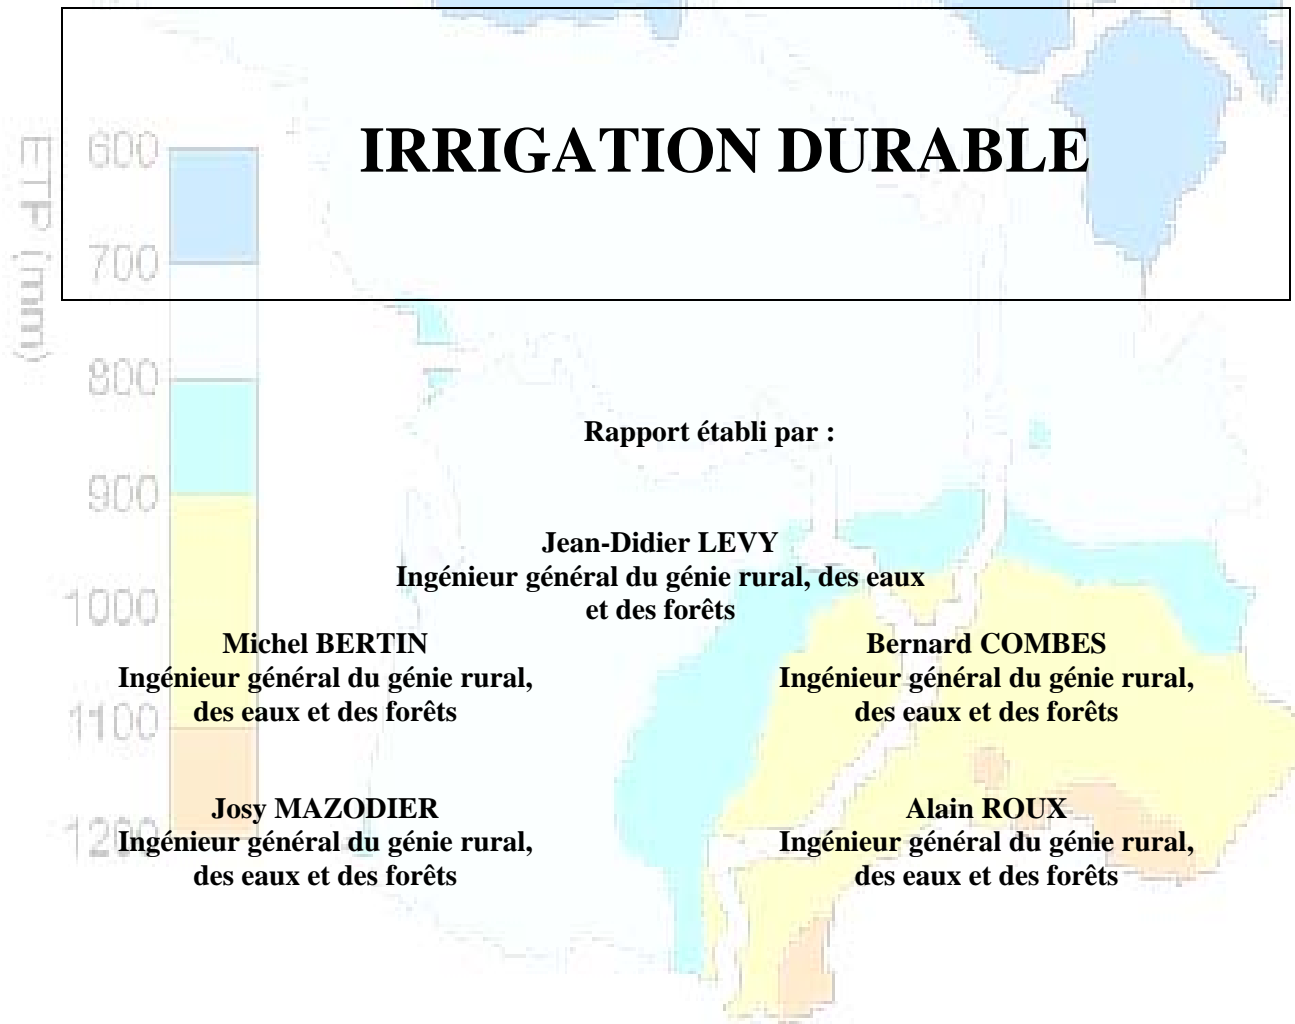 IRRIGATION DURABLE
Rapport établi par :
Jean-Didier LEVY
Ingénieur général du génie rural, des eaux
et des forêts
Michel BERTIN
Ingénieur général du génie rural,
des eaux et des forêts
Bernard COMBES
Ingénieur général du génie rural,
des eaux et des forêts
Josy MAZODIER
Ingénieur général du génie rural,
des eaux et des forêts
Alain ROUX
Ingénieur général du génie rural,
des eaux et des forêts
ETP (mm)
600
700
800
900
1000
1100
1200